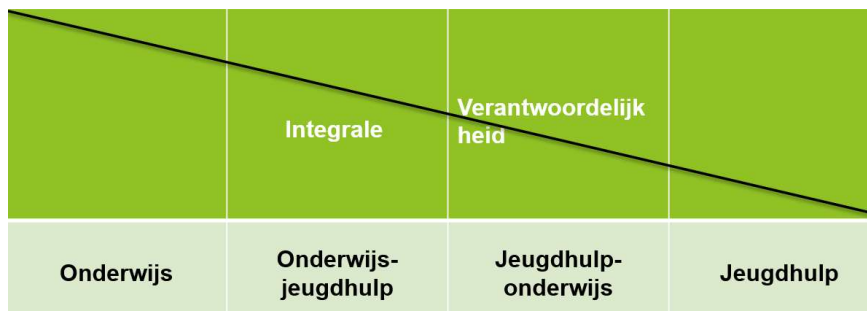 Integrale
Verantwoordelijk
heid
Onderwijs
Onderwijs-
jeugdhulp
Jeugdhulp-
onderwijs
Jeugdhulp